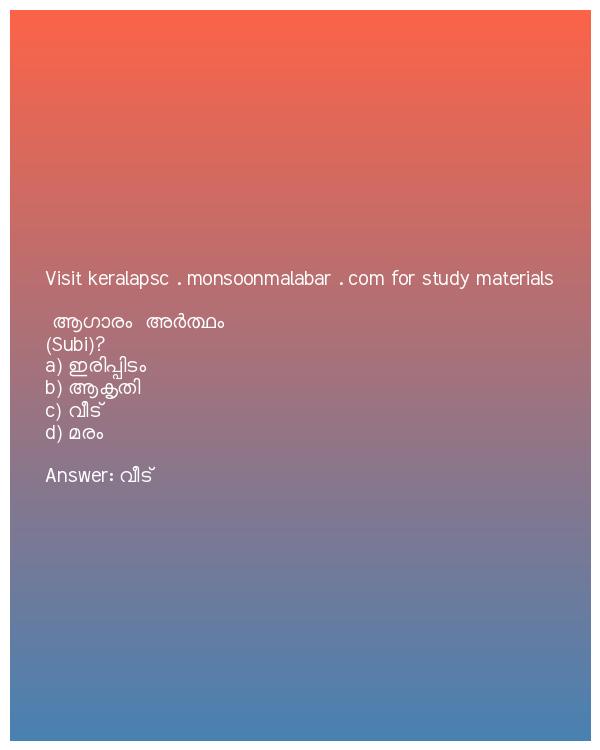 Visit keralapsc . monsoonmalabar . com for study materials
ആഗാരം അർത്ഥം
(Subi)?
a) ഇരിപ്പിടം
b) ആകൃതി
c) വീട്
d) മരം
Answer: വീട്